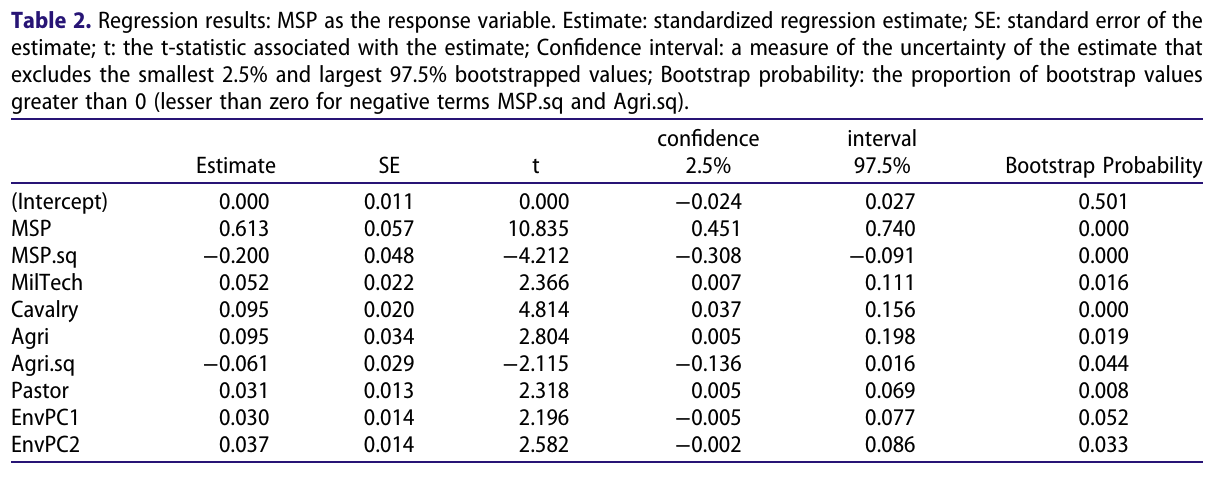 Table 2. Regression results: MSP as the response variable. Estimate: standardized regression estimate; SE: standard error of the
estimate; t: the t-statistic associated with the estimate; Confidence interval: a measure of the uncertainty of the estimate that
excludes the smallest 2.5% and largest 97.5% bootstrapped values; Bootstrap probability: the proportion of bootstrap values
greater than 0 (lesser than zero for negative terms MSP.sq and Agri.sq).
confidence interval
Estimate SE t 2.5% 97.5% Bootstrap Probability
(Intercept) 0.000 0.011 0.000 −0.024 0.027 0.501
MSP 0.613 0.057 10.835 0.451 0.740 0.000
MSP.sq −0.200 0.048 −4.212 −0.308 −0.091 0.000
MilTech 0.052 0.022 2.366 0.007 0.111 0.016
Cavalry 0.095 0.020 4.814 0.037 0.156 0.000
Agri 0.095 0.034 2.804 0.005 0.198 0.019
Agri.sq −0.061 0.029 −2.115 −0.136 0.016 0.044
Pastor 0.031 0.013 2.318 0.005 0.069 0.008
EnvPC1 0.030 0.014 2.196 −0.005 0.077 0.052
EnvPC2 0.037 0.014 2.582 −0.002 0.086 0.033